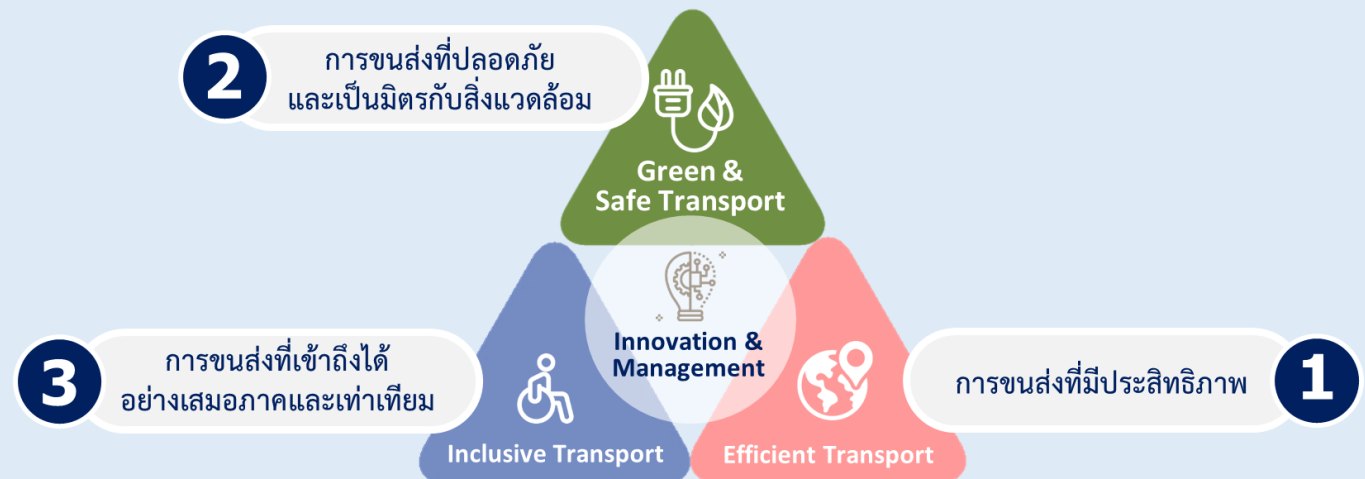 2
การขนส่งที่ปลอดภัย
และเป็นมิตรกับสิ่งแวดล้อม
Green &
Safe Transport
Innovation &
Management
3
การขนส่งที่เข้าถึงได้
อย่างเสมอภาคและเท่าเทียม
Inclusive Transport
Efficient Transport
การขนส่งที่มีประสิทธิภาพ
1